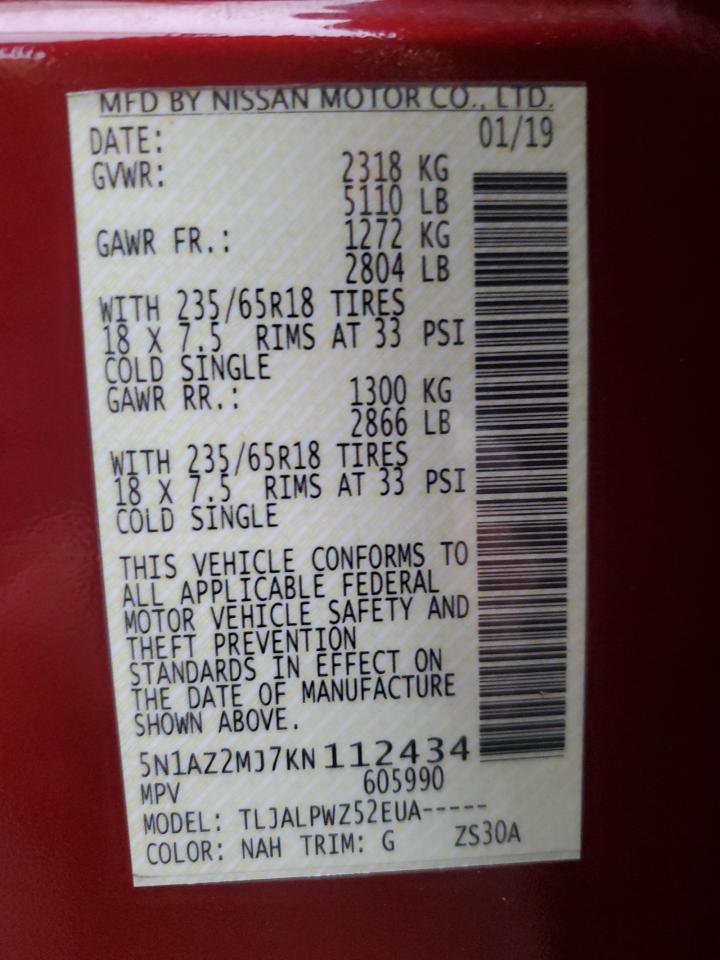 MFD BY NISSAN MOTOR CO., LTD.
DATE: 01/19
GVWR: 2318 KG
5110 LB
GAWR FR.: 1272 KG
2804 LB
WITH 235/65R18 TIRES
18 X 7.5 RIMS AT 33 PSI
COLD SINGLE
GAWR RR.: 1300 KG
2866 LB
WITH 235/65R18 TIRES
18 X 7.5 RIMS AT 33 PSI
COLD SINGLE
THIS VEHICLE CONFORMS TO
ALL APPLICABLE FEDERAL
MOTOR VEHICLE SAFETY AND
THEFT PREVENTION
STANDARDS IN EFFECT ON
THE DATE OF MANUFACTURE
SHOWN ABOVE.
5N1AZ2MJ7KN112434
MPV 605990
MODEL: TLJALPWZ52EUA-----
COLOR: NAH TRIM: G ZS30A